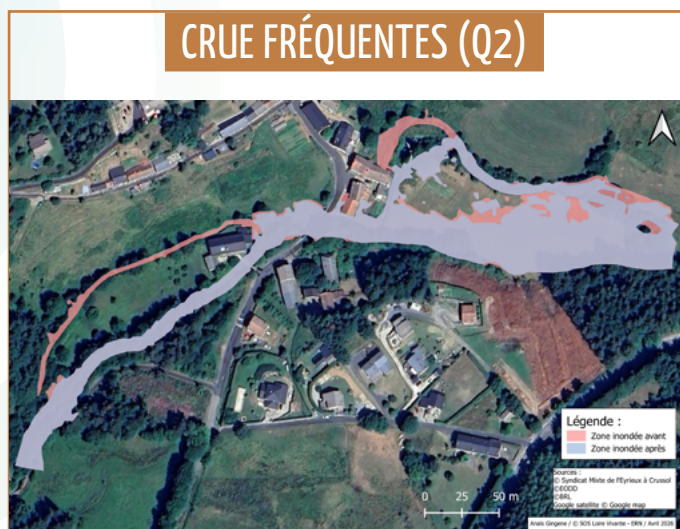 CRUE FRÉQUENTES (Q2)
Légende :
Zone inondée avant
Zone inondée après
Sources :
© Syndicat Mixte de l'Eyrieux à Crussol
©EODD
©BRL
Google satellite © Google map
0 25 50 m
Anaïs Gingene / © SOS Loire Vivante - ERN / Avril 2026